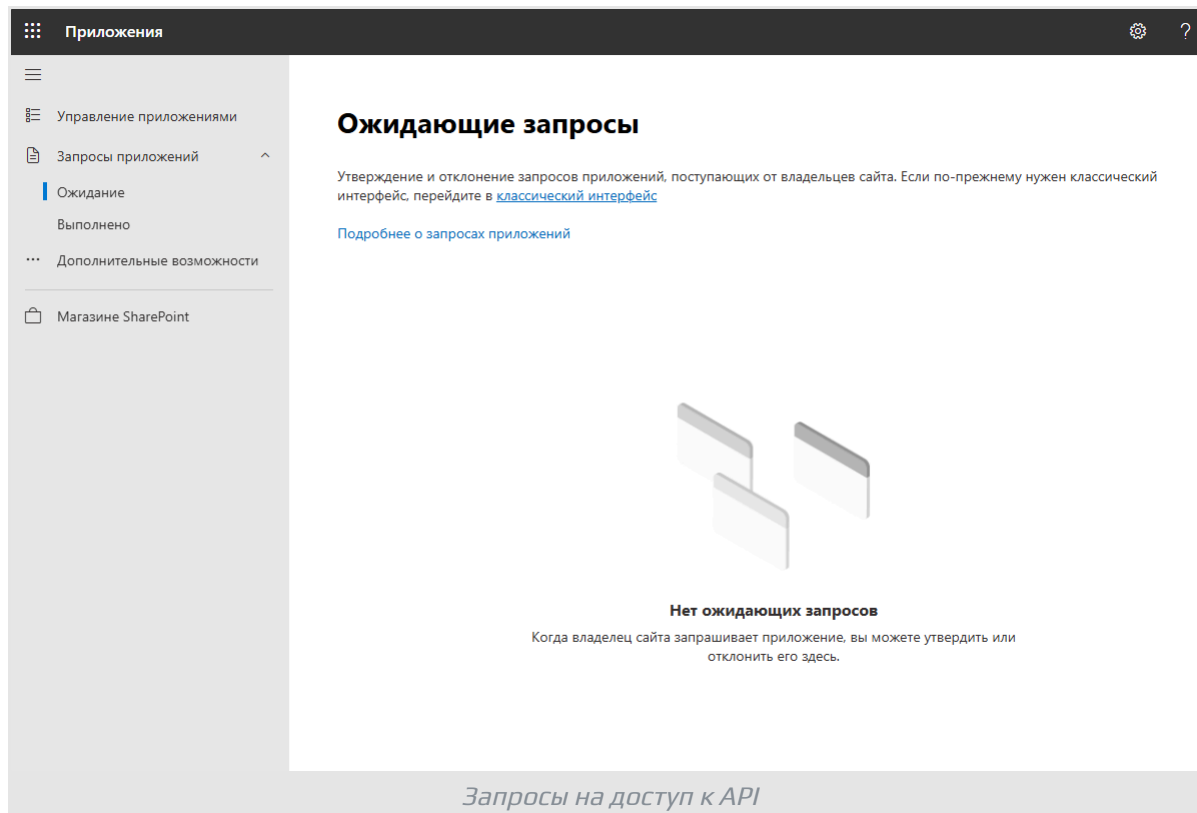 Приложения
?
Управление приложениями
Запросы приложений
Ожидание
Выполнено
Дополнительные возможности
Магазине SharePoint
Ожидающие запросы
Утверждение и отклонение запросов приложений, поступающих от владельцев сайта. Если по-прежнему нужен классический
интерфейс, перейдите в классический интерфейс
Подробнее о запросах приложений
Нет ожидающих запросов
Когда владелец сайта запрашивает приложение, вы можете утвердить или
отклонить его здесь.
Запросы на доступ к API